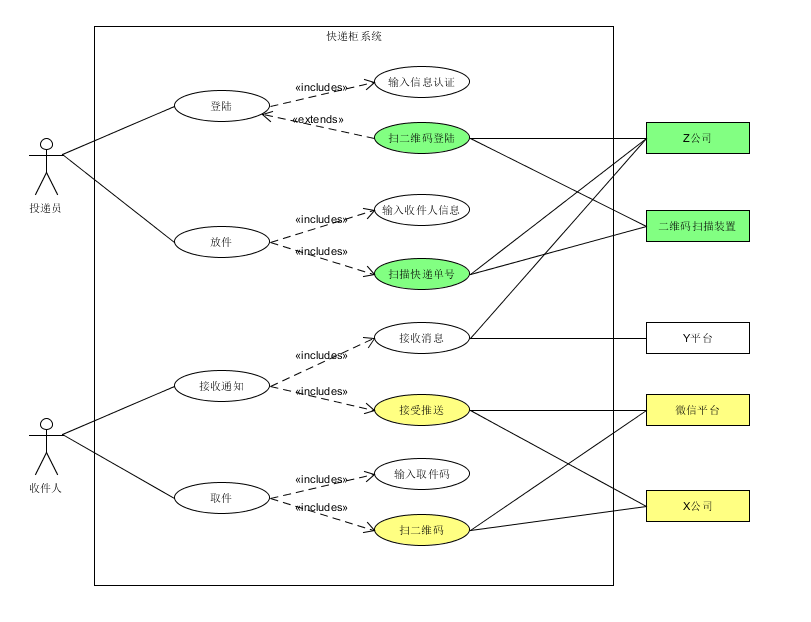 快递柜系统
«includes»
输入信息认证
登陆
«extends»
扫二维码登陆
Z公司
投递员
«includes»
输入收件人信息
二维码扫描装置
放件
«includes»
扫描快递单号
接收消息
Y平台
«includes»
接收通知
«includes»
接受推送
微信平台
收件人
«includes»
输入取件码
取件
«includes»
扫二维码
X公司